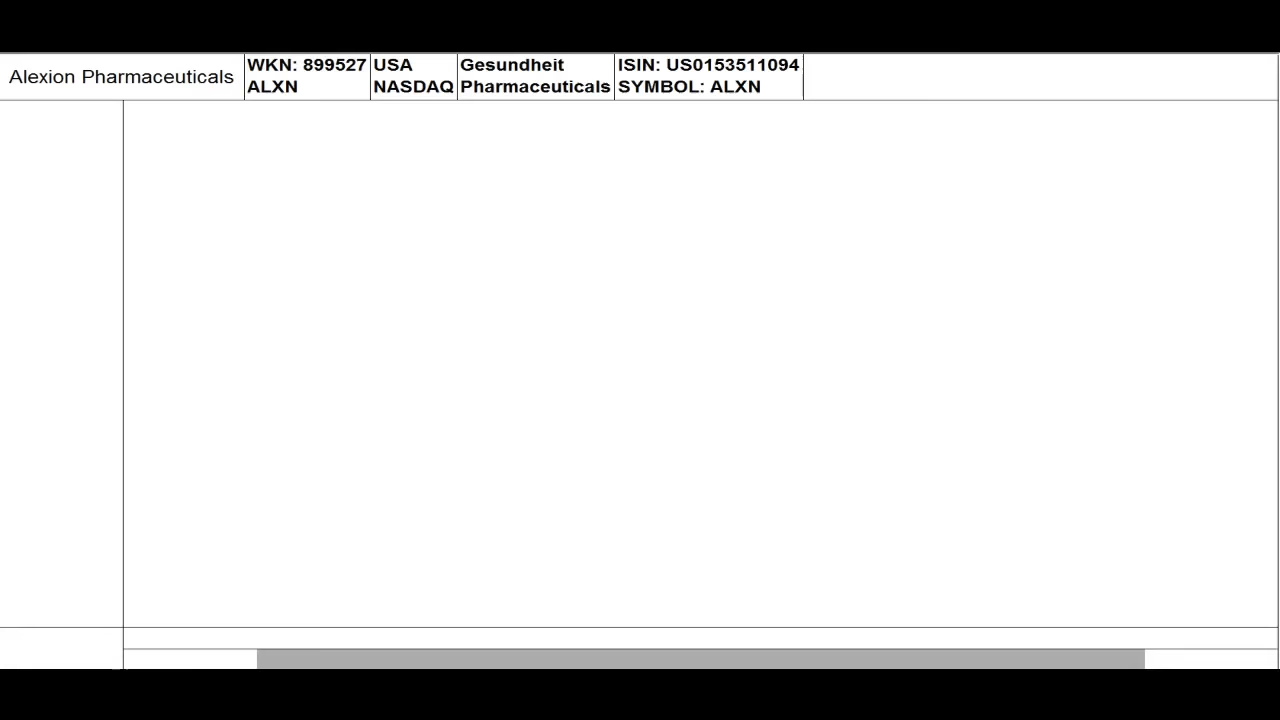 Alexion Pharmaceuticals
WKN: 899527
ALXN
USA
NASDAQ
Gesundheit
Pharmaceuticals
ISIN: US0153511094
SYMBOL: ALXN